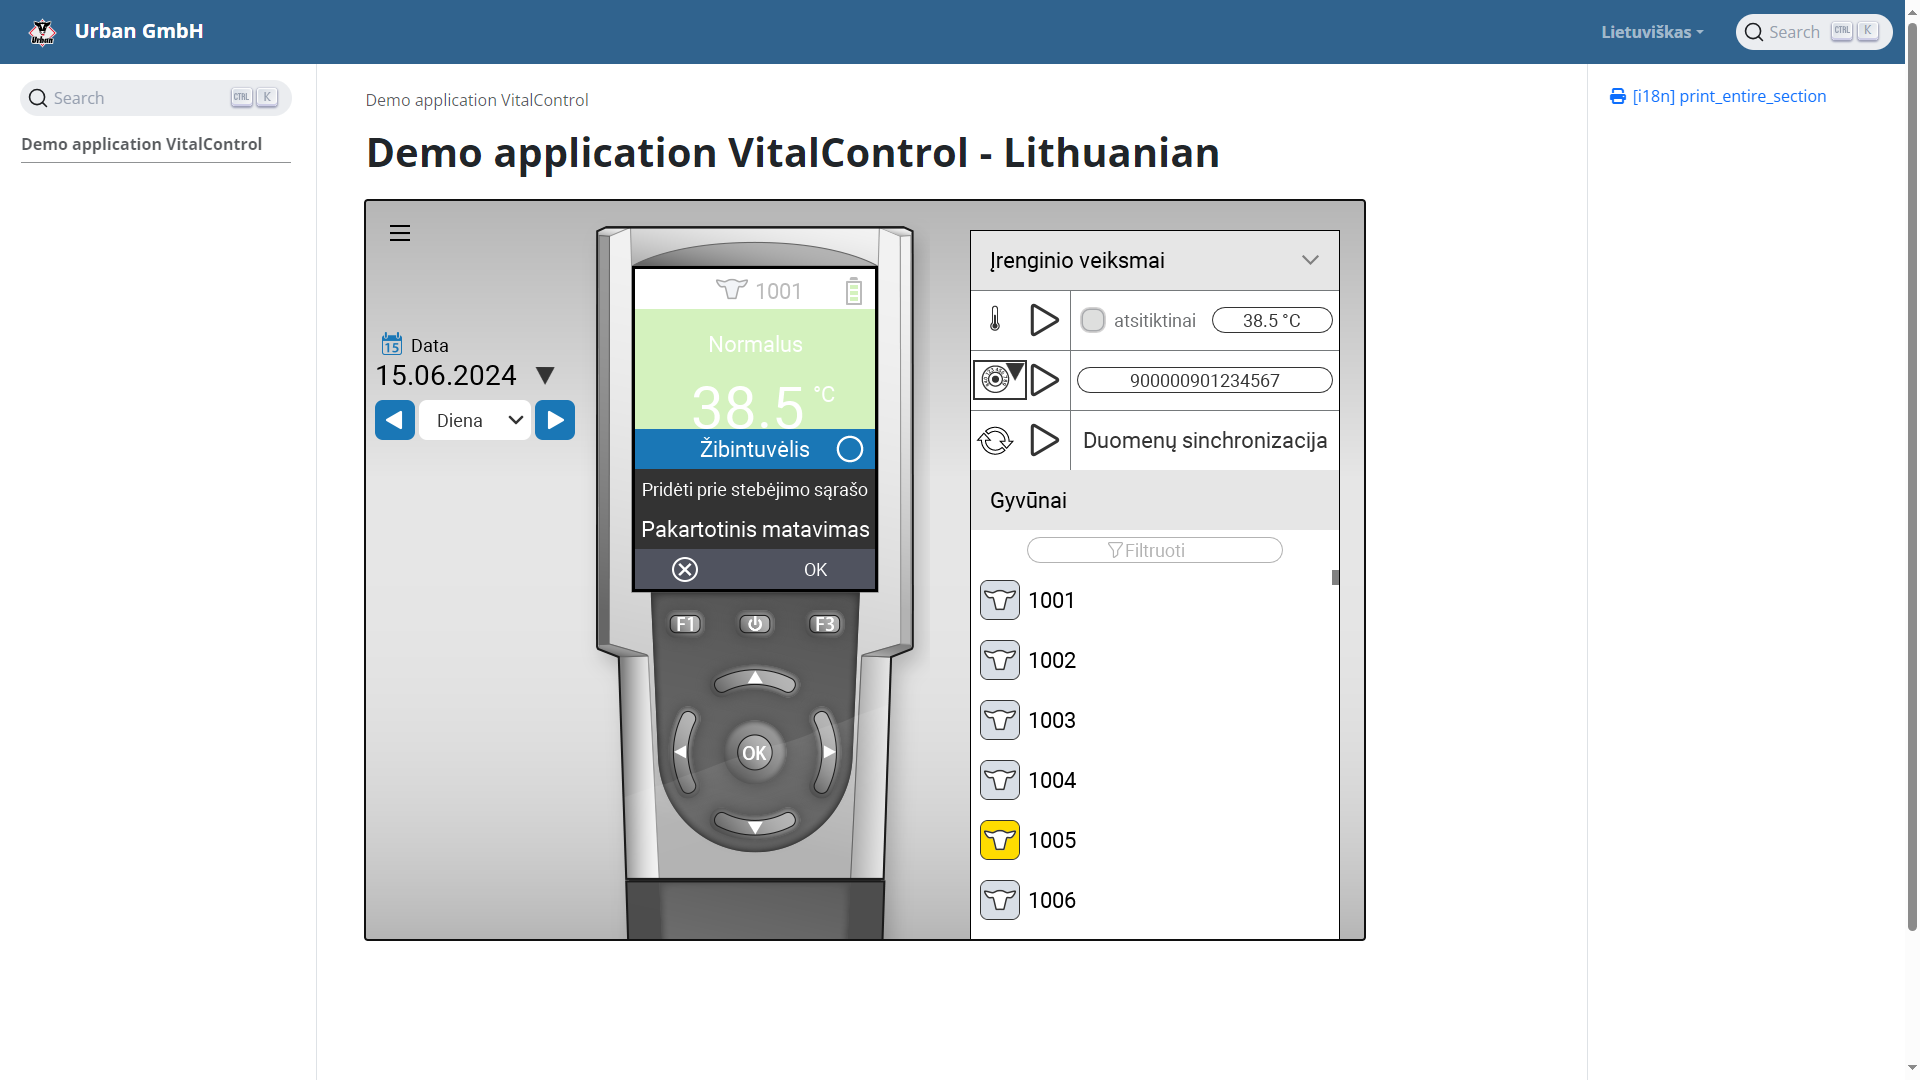 Urban GmbH
Lietuviškas
Search CTRL K
Search CTRL K
Demo application VitalControl
Demo application VitalControl
Demo application VitalControl - Lithuanian
[i18n] print_entire_section
15 Data
15.06.2024
Diena
1001
Normalus
38.5 °C
Žibintuvėlis
Pridėti prie stebėjimo sąrašo
Pakartotinis matavimas
OK
F1
F3
OK
Įrenginio veiksmai
atsitiktinai
38.5 °C
900000901234567
Duomenų sinchronizacija
Gyvūnai
Filtruoti
1001
1002
1003
1004
1005
1006